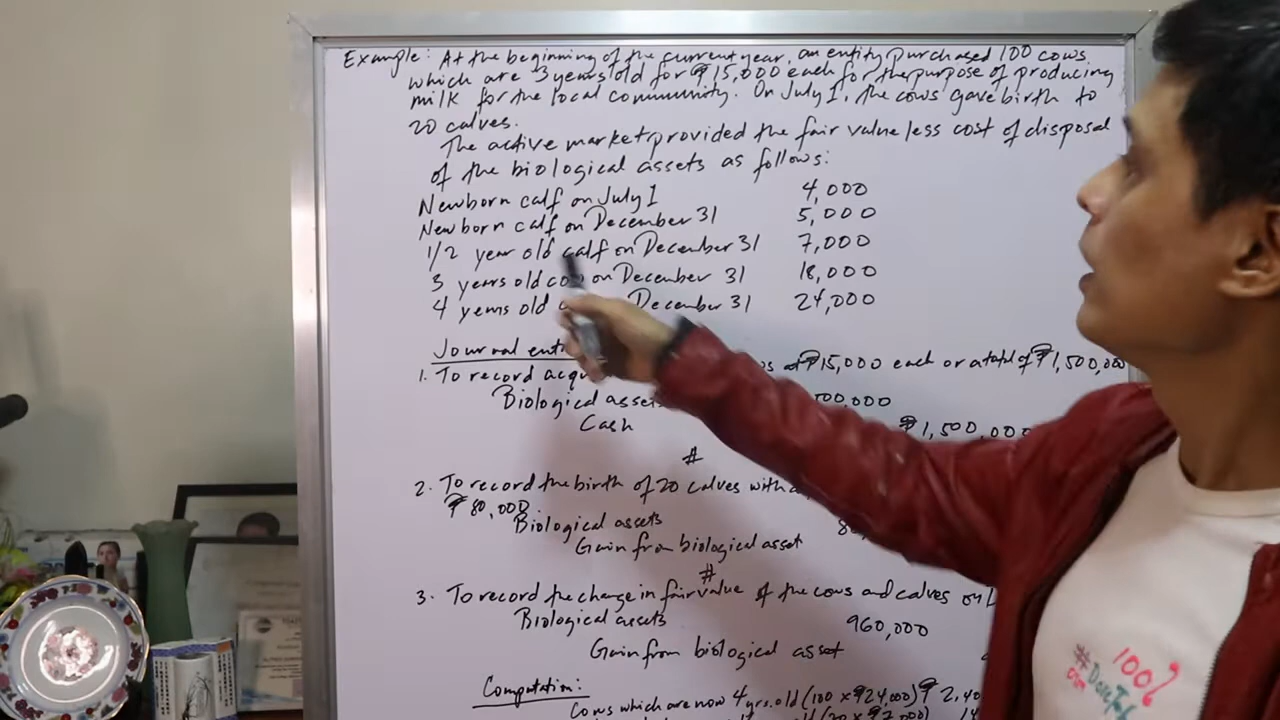 Example: At the beginning of the current year, an entity purchased 100 cows
which are 3 years old for ₱15,000 each for the purpose of producing
milk for the local community. On July 1, the cows gave birth to
20 calves.
The active market provided the fair value less cost of disposal
of the biological assets as follows:
Newborn calf on July 1 4,000
Newborn calf on December 31 5,000
1/2 year old calf on December 31 7,000
3 years old cow on December 31 18,000
4 years old December 31 24,000
Journal
1. To record at ₱15,000 each or a total of ₱1,500,000
Biological assets 00,000
Cash ₱1,500,000
#
2. To record the birth of 20 calves with
₱80,000
Biological assets
Gain from biological asset
#
3. To record the change in fair value of the cows and calves on
Biological assets 960,000
Gain from biological asset
Computation:
Cows which are now 4 yrs. old (100 x ₱24,000) ₱2,40
old (20 x ₱7,000) 14
100%